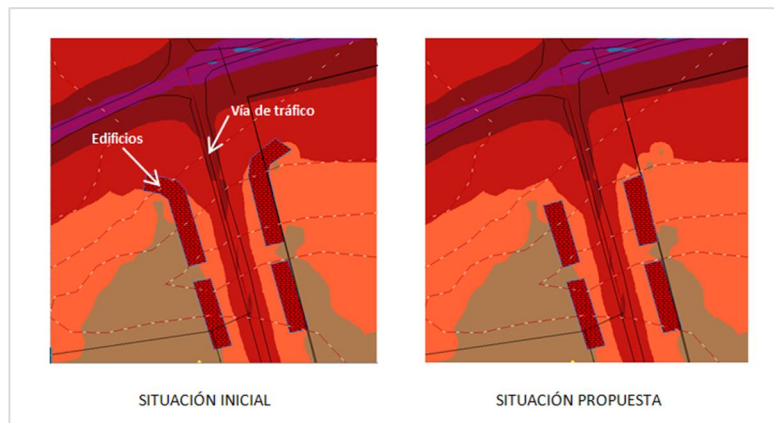 Vía de tráfico
Edificios
SITUACIÓN INICIAL
SITUACIÓN PROPUESTA